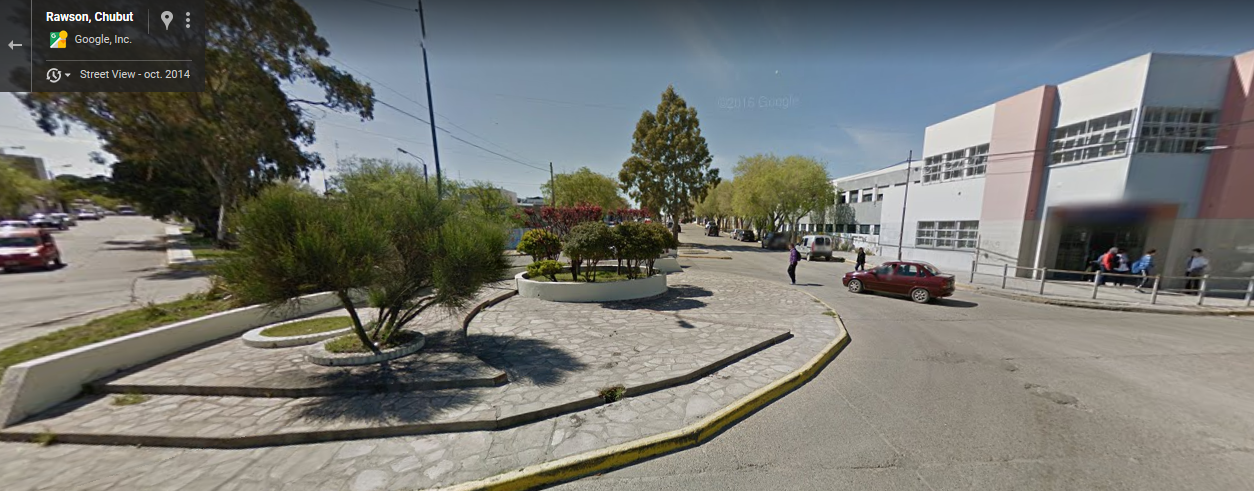 Rawson, Chubut
Google, Inc.
Street View - oct. 2014
©2016 Google